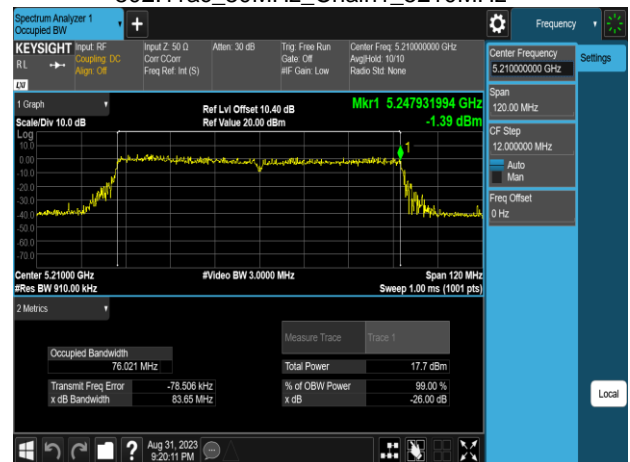 Spectrum Analyzer 1
Occupied BW
Frequency
KEYSIGHT
RL
Input: RF
Coupling: DC
Align: Off
Input Z: 50 Ω
Corr CCorr
Freq Ref: Int (S)
Atten: 30 dB
Trig: Free Run
Gate: Off
#IF Gain: Low
Center Freq: 5.210000000 GHz
Avg|Hold: 10/10
Radio Std: None
LXI
1 Graph
Scale/Div 10.0 dB
Ref Lvl Offset 10.40 dB
Ref Value 20.00 dBm
Mkr1 5.247931994 GHz
-1.39 dBm
Log
10.0
0.00
-10.0
-20.0
-30.0
-40.0
-50.0
-60.0
-70.0
1
Center 5.21000 GHz
#Res BW 910.00 kHz
#Video BW 3.0000 MHz
Span 120 MHz
Sweep 1.00 ms (1001 pts)
2 Metrics
Measure Trace
Trace 1
Occupied Bandwidth
76.021 MHz
Total Power
17.7 dBm
Transmit Freq Error
-78.506 kHz
% of OBW Power
99.00 %
x dB Bandwidth
83.65 MHz
x dB
-26.00 dB
Center Frequency
5.210000000 GHz
Settings
Span
120.00 MHz
CF Step
12.000000 MHz
Auto
Man
Freq Offset
0 Hz
Local
?
Aug 31, 2023
9:20:11 PM